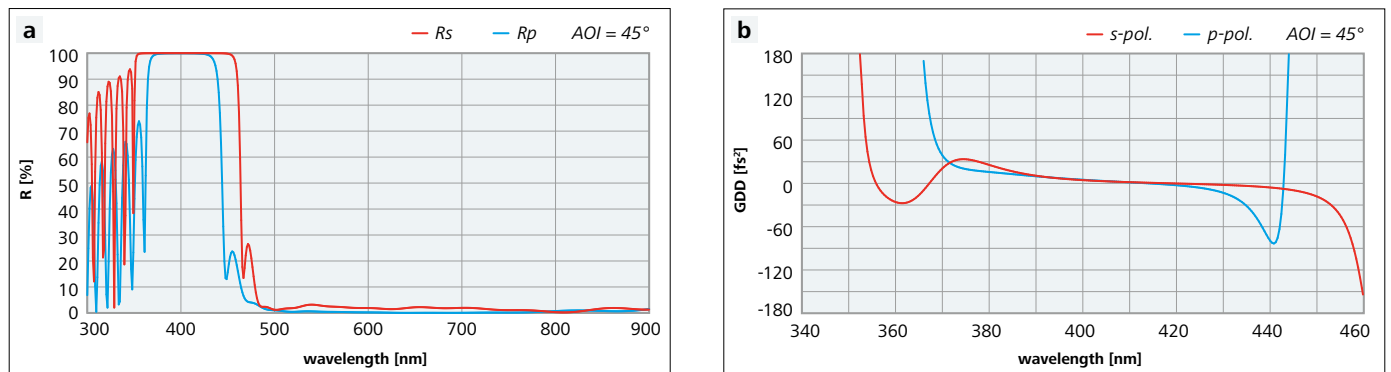 a
Rs Rp AOI = 45°
100
90
80
70
60
50
40
30
20
10
0
R [%]
300 400 500 600 700 800 900
wavelength [nm]
b
s-pol. p-pol. AOI = 45°
180
120
60
0
-60
-120
-180
GDD [fs²]
340 360 380 400 420 440 460
wavelength [nm]